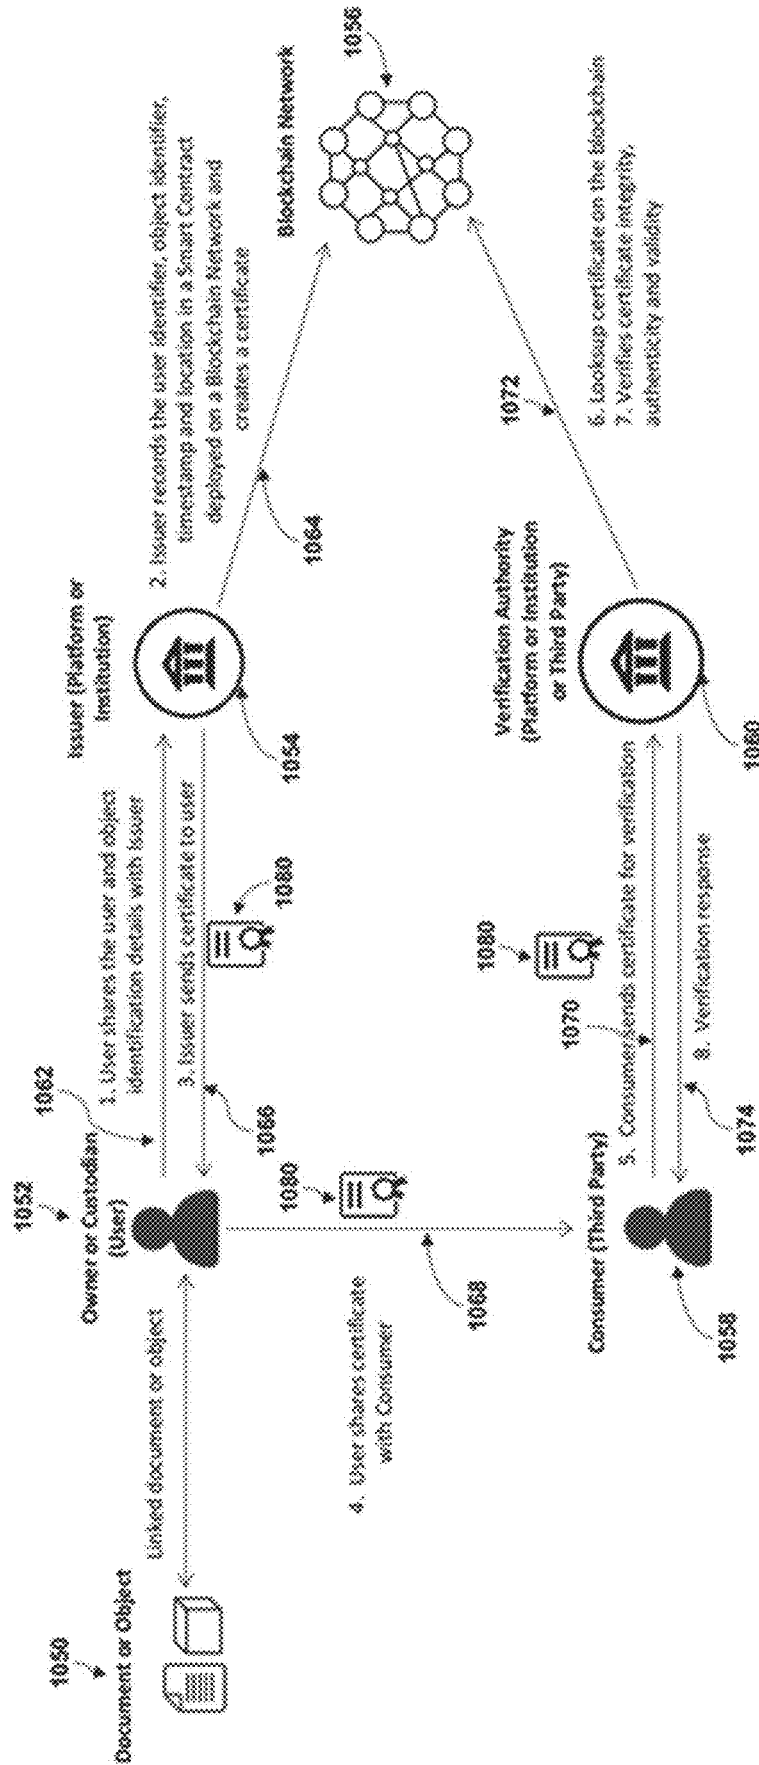 1050
Document or Object
Linked document or object
1052
Owner or Custodian
(User)
1062
1. User shares the user and object
identification details with Issuer
3. Issuer sends certificate to user
1066
1080
Issuer (Platform or
Institution)
1054
2. Issuer records the user identifier, object identifier,
timestamp and location in a Smart Contract
deployed on a Blockchain Network and
creates a certificate
1064
Blockchain Network
1056
4. User shares certificate
with Consumer
1080
1068
Consumer (Third Party)
1058
1080
1070
5. Consumer sends certificate for verification
8. Verification response
1074
Verification Authority
(Platform or Institution
or Third Party)
1060
1072
6. Lookup certificate on the blockchain
7. Verifies certificate integrity,
authenticity and validity